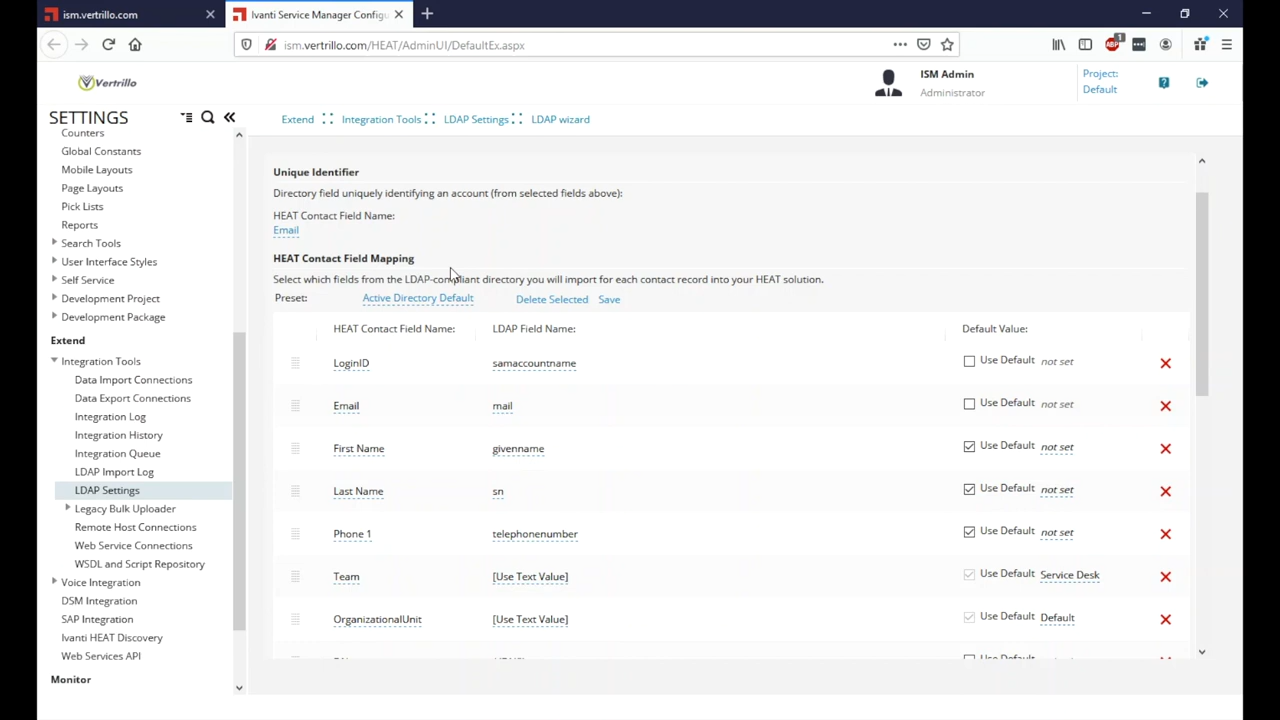 ism.vertrillo.com
Ivanti Service Manager Configu
ism.vertrillo.com/HEAT/AdminUI/DefaultEx.aspx
ABP
1
Vertrillo
ISM Admin
Administrator
Project:
Default
?
SETTINGS
Extend
Integration Tools
LDAP Settings
LDAP wizard
Counters
Global Constants
Mobile Layouts
Page Layouts
Pick Lists
Reports
Search Tools
User Interface Styles
Self Service
Development Project
Development Package
Extend
Integration Tools
Data Import Connections
Data Export Connections
Integration Log
Integration History
Integration Queue
LDAP Import Log
LDAP Settings
Legacy Bulk Uploader
Remote Host Connections
Web Service Connections
WSDL and Script Repository
Voice Integration
DSM Integration
SAP Integration
Ivanti HEAT Discovery
Web Services API
Monitor
Unique Identifier
Directory field uniquely identifying an account (from selected fields above):
HEAT Contact Field Name:
Email
HEAT Contact Field Mapping
Select which fields from the LDAP-compliant directory you will import for each contact record into your HEAT solution.
Preset: Active Directory Default Delete Selected Save
HEAT Contact Field Name: LDAP Field Name: Default Value:
LoginID samaccountname Use Default not set
Email mail Use Default not set
First Name givenname Use Default not set
Last Name sn Use Default not set
Phone 1 telephonenumber Use Default not set
Team [Use Text Value] Use Default Service Desk
OrganizationalUnit [Use Text Value] Use Default Default
Use Default